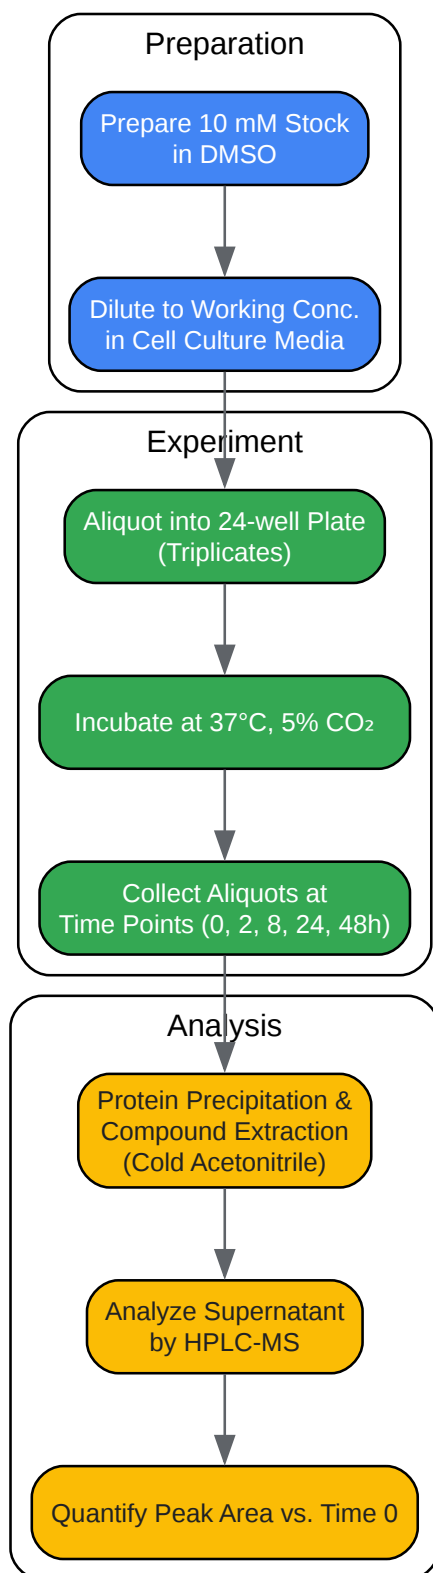 Preparation
Prepare 10 mM Stock
in DMSO
Dilute to Working Conc.
in Cell Culture Media
Experiment
Aliquot into 24-well Plate
(Triplicates)
Incubate at 37°C, 5% CO₂
Collect Aliquots at
Time Points (0, 2, 8, 24, 48h)
Analysis
Protein Precipitation &
Compound Extraction
(Cold Acetonitrile)
Analyze Supernatant
by HPLC-MS
Quantify Peak Area vs. Time 0